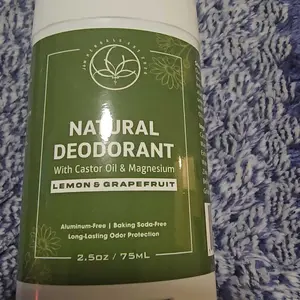 NATURAL
DEODORANT
With Castor Oil & Magnesium
LEMON & GRAPEFRUIT
Aluminum-Free | Baking Soda-Free
Long-Lasting Odor Protection
2.5oz / 75mL